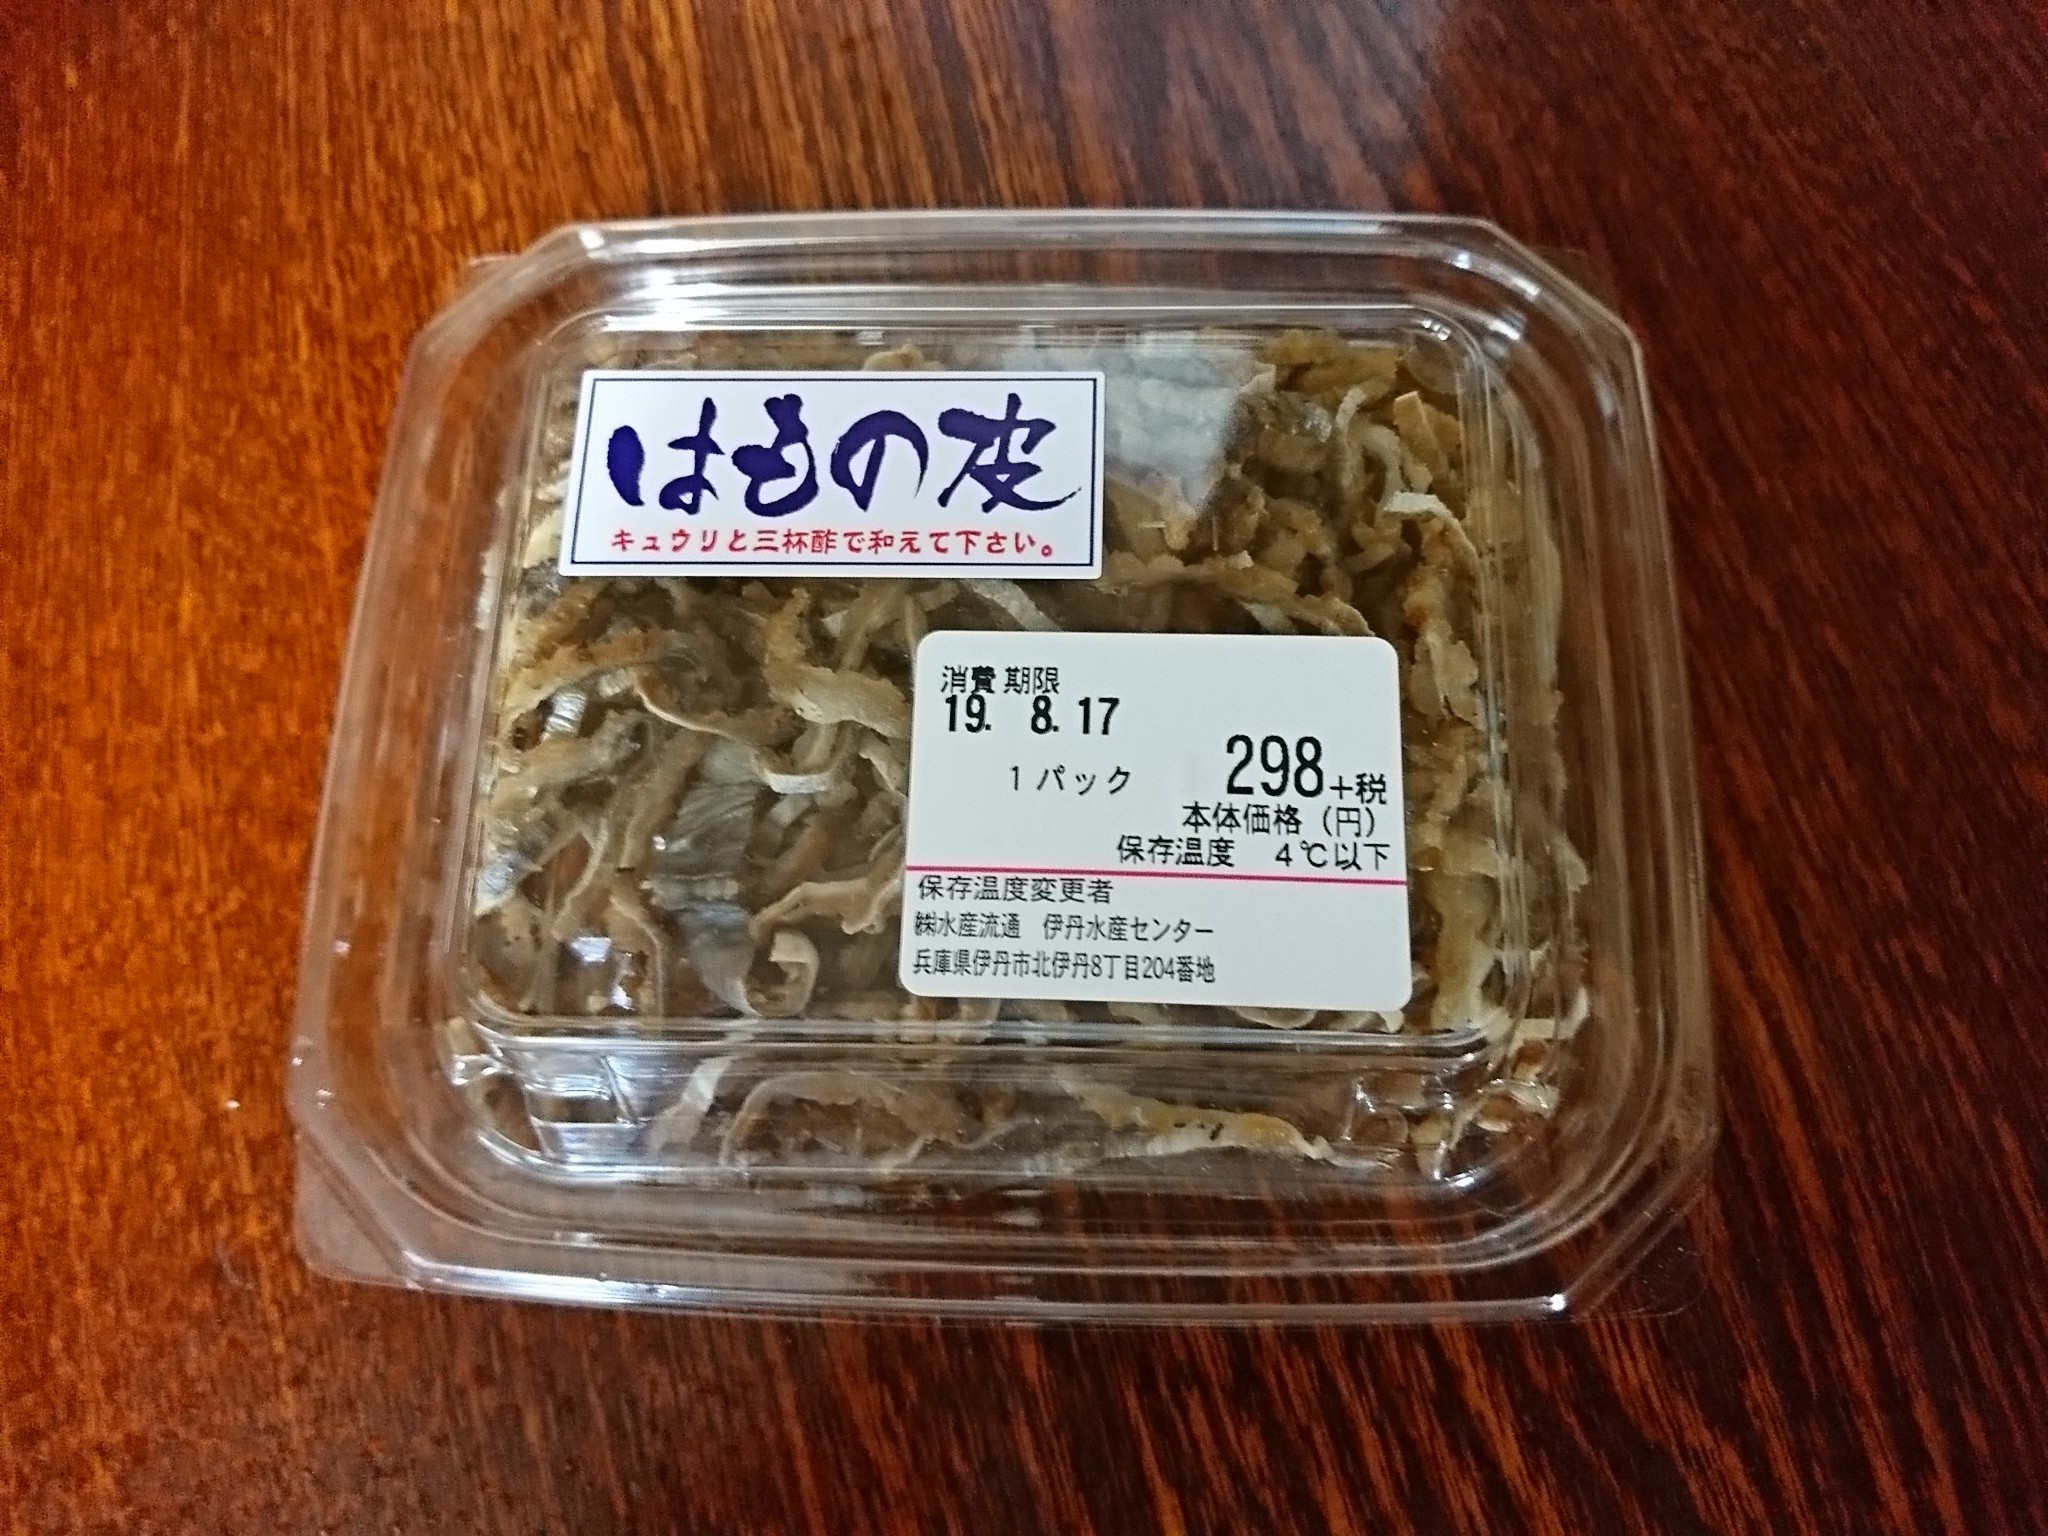 はもの皮
キュウリと三杯酢で和えて下さい。
消費期限
19. 8. 17
1パック 298+税
本体価格（円）
保存温度 4℃以下
保存温度変更者
㈱水産流通 伊丹水産センター
兵庫県伊丹市北伊丹8丁目204番地